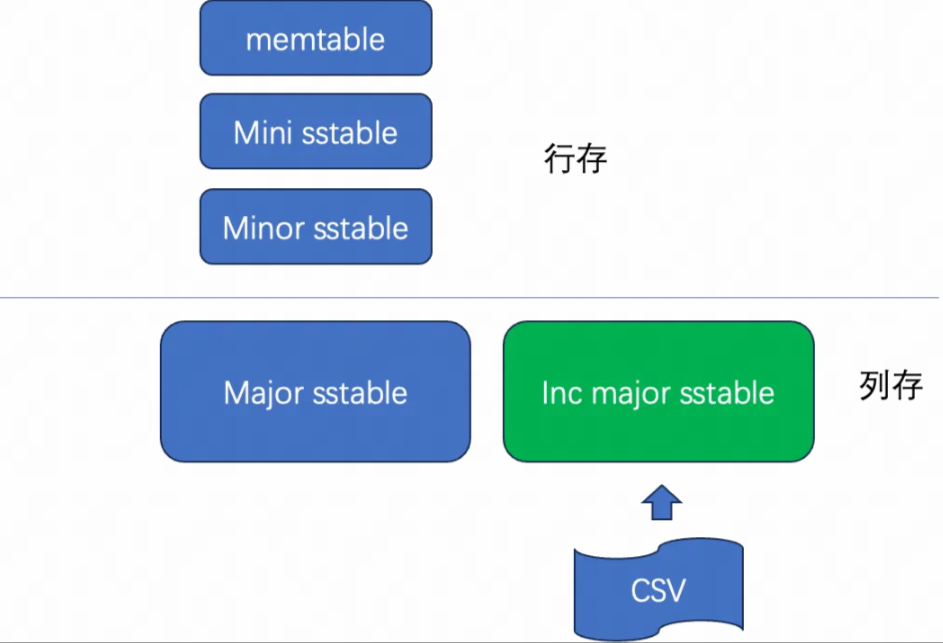 memtable
Mini sstable
行存
Minor sstable
Major sstable
Inc major sstable
列存
CSV